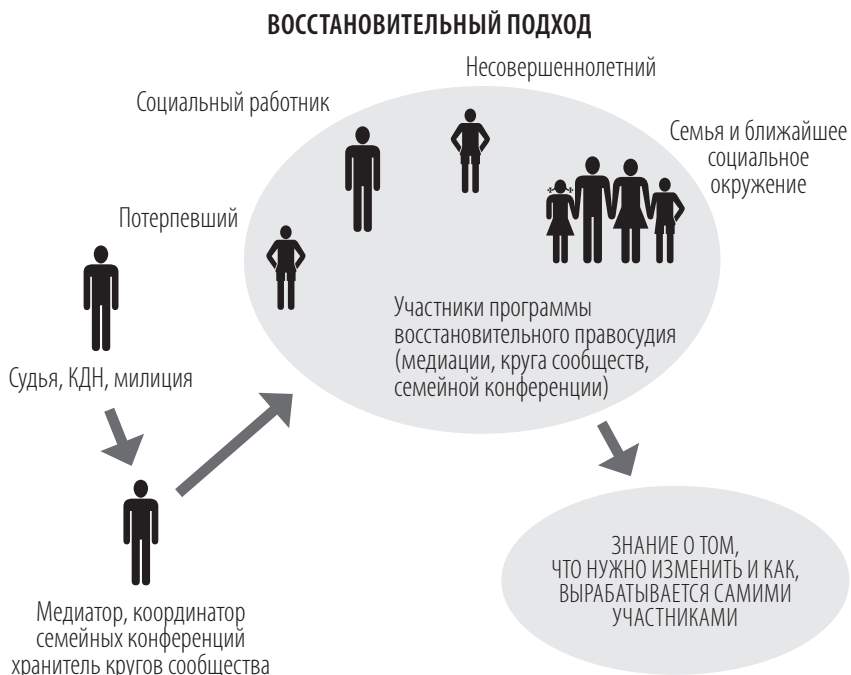 ВОССТАНОВИТЕЛЬНЫЙ ПОДХОД
Несовершеннолетний
Социальный работник
Семья и ближайшее
социальное
окружение
Потерпевший
Участники программы
восстановительного правосудия
(медиации, круга сообществ,
семейной конференции)
Судья, КДН, милиция
ЗНАНИЕ О ТОМ,
ЧТО НУЖНО ИЗМЕНИТЬ И КАК,
ВЫРАБАТЫВАЕТСЯ САМИМИ
УЧАСТНИКАМИ
Медиатор, координатор
семейных конференций
хранитель кругов сообщества